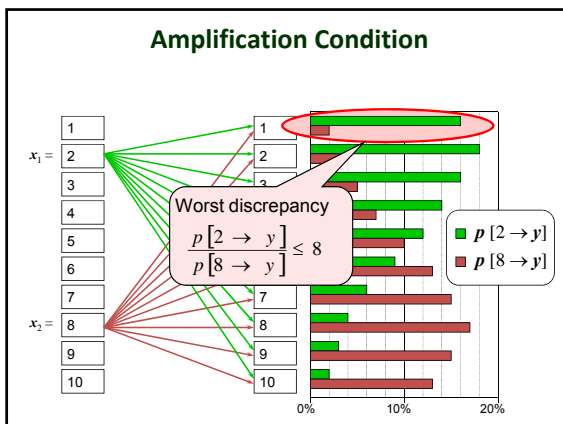 Amplification Condition
1
2
3
4
5
6
7
8
9
10
x₁ =
x₂ =
1
2
3
7
8
9
10
Worst discrepancy
p [2 → y]
p [8 → y]
≤ 8
p [2 → y]
p [8 → y]
0%
10%
20%